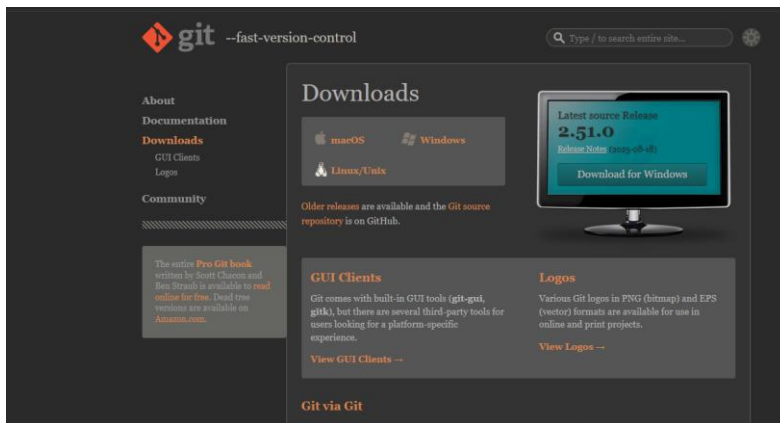 git --fast-version-control
Type / to search entire site...
About
Documentation
Downloads
GUI Clients
Logos
Community
The entire Pro Git book
written by Scott Chacon and
Ben Straub is available to read
online for free. Dead tree
versions are available on
Amazon.com.
Downloads
macOS
Windows
Linux/Unix
Older releases are available and the Git source
repository is on GitHub.
Latest source Release
2.51.0
Release Notes (2025-08-18)
Download for Windows
GUI Clients
Git comes with built-in GUI tools (git-gui,
gitk), but there are several third-party tools for
users looking for a platform-specific
experience.
View GUI Clients →
Logos
Various Git logos in PNG (bitmap) and EPS
(vector) formats are available for use in
online and print projects.
View Logos →
Git via Git